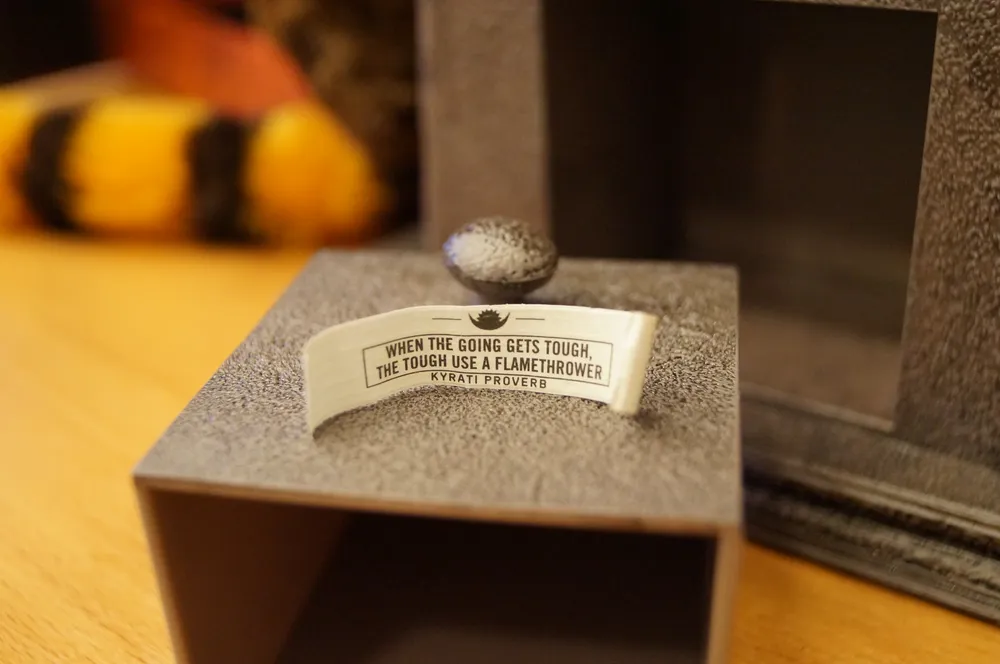 WHEN THE GOING GETS TOUGH,
THE TOUGH USE A FLAMETHROWER
KYRATI PROVERB